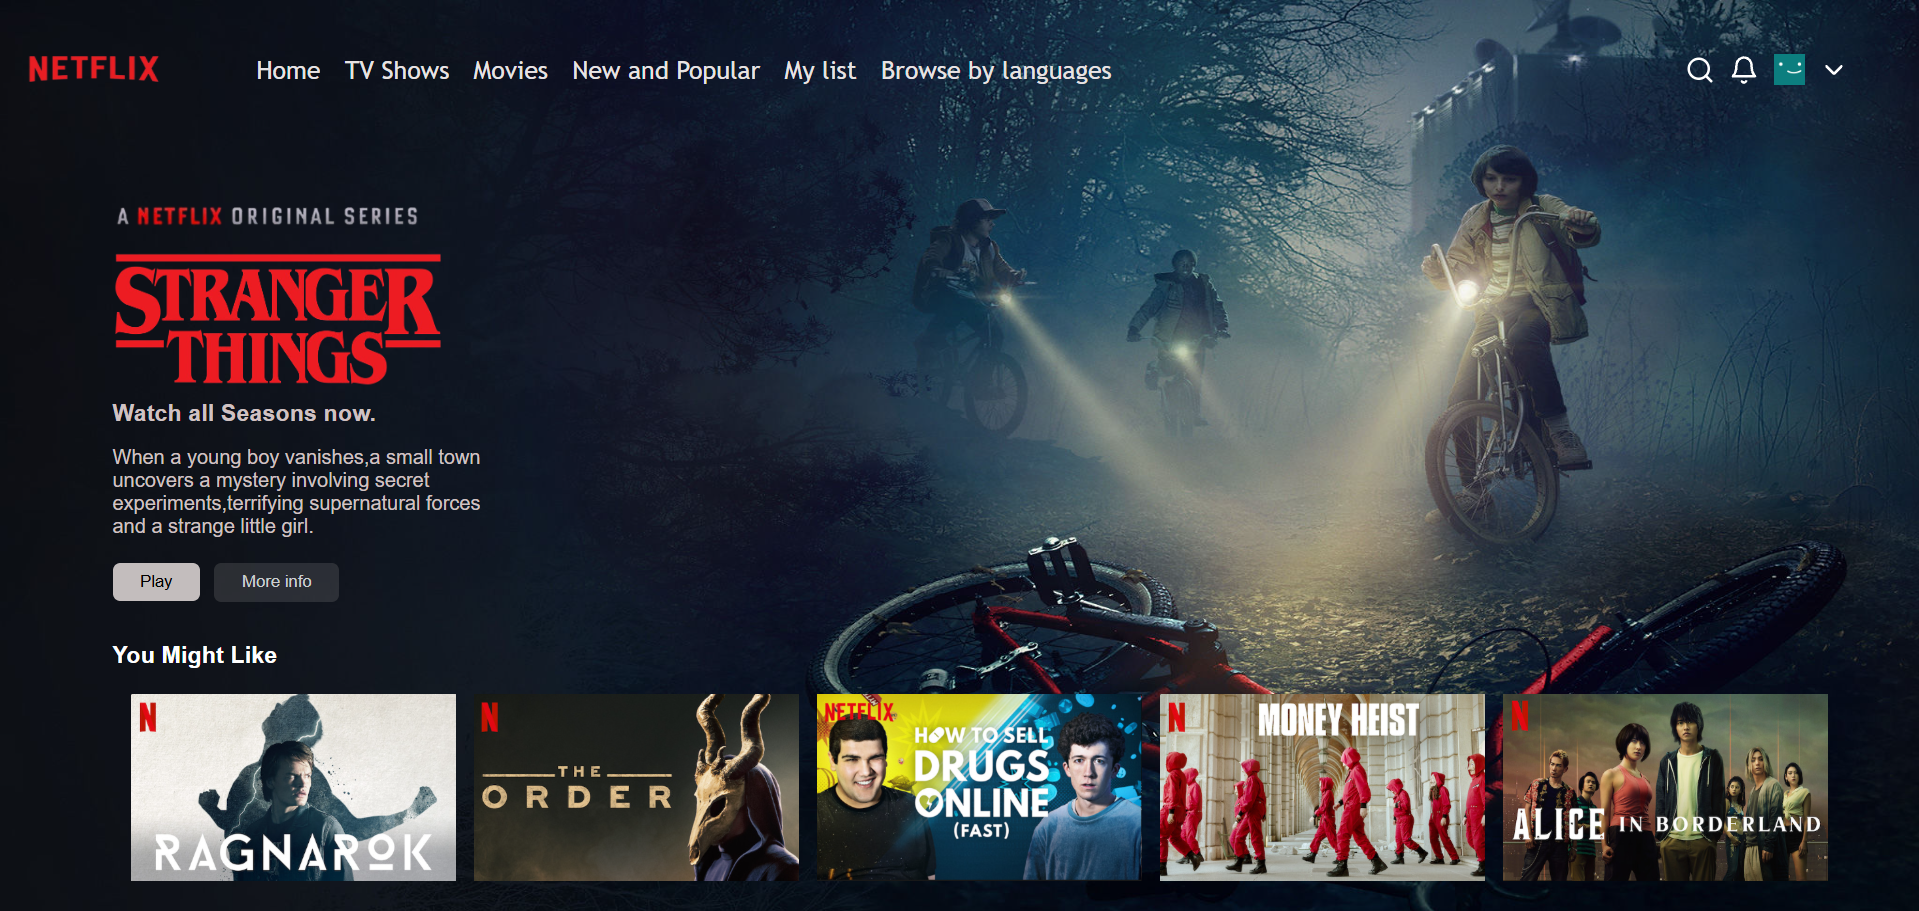 NETFLIX
Home TV Shows Movies New and Popular My list Browse by languages
A NETFLIX ORIGINAL SERIES
STRANGER
THINGS
Watch all Seasons now.
When a young boy vanishes,a small town
uncovers a mystery involving secret
experiments,terrifying supernatural forces
and a strange little girl.
Play More info
You Might Like
N
RAGNAROK
N
THE
ORDER
NETFLIX
HOW TO SELL
DRUGS
ONLINE
(FAST)
N
MONEY HEIST
N
ALICE IN BORDERLAND